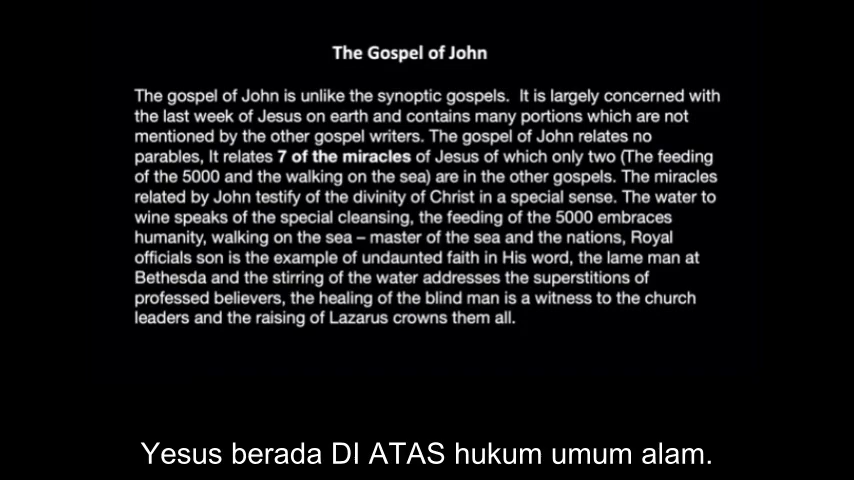 The Gospel of John
The gospel of John is unlike the synoptic gospels.  It is largely concerned with
the last week of Jesus on earth and contains many portions which are not
mentioned by the other gospel writers. The gospel of John relates no
parables, It relates 7 of the miracles of Jesus of which only two (The feeding
of the 5000 and the walking on the sea) are in the other gospels. The miracles
related by John testify of the divinity of Christ in a special sense. The water to
wine speaks of the special cleansing, the feeding of the 5000 embraces
humanity, walking on the sea – master of the sea and the nations, Royal
officials son is the example of undaunted faith in His word, the lame man at
Bethesda and the stirring of the water addresses the superstitions of
professed believers, the healing of the blind man is a witness to the church
leaders and the raising of Lazarus crowns them all.
Yesus berada DI ATAS hukum umum alam.